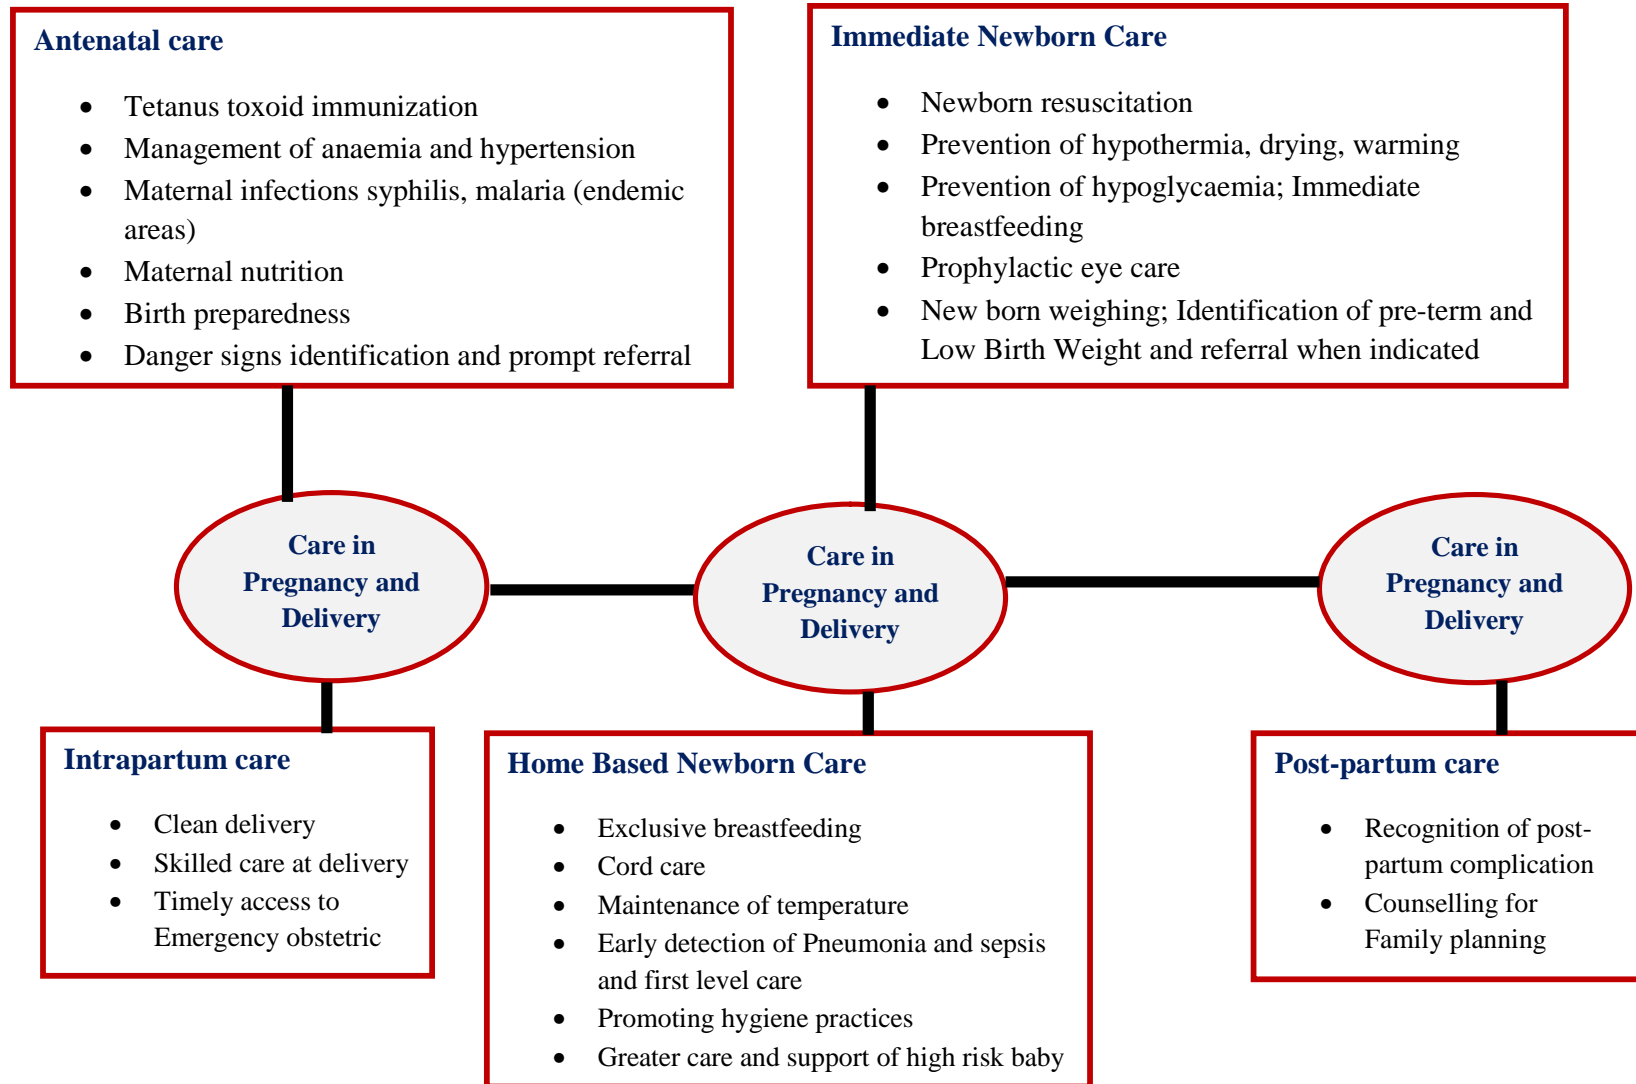 Antenatal care
• Tetanus toxoid immunization
• Management of anaemia and hypertension
• Maternal infections syphilis, malaria (endemic
areas)
• Maternal nutrition
• Birth preparedness
• Danger signs identification and prompt referral
Immediate Newborn Care
• Newborn resuscitation
• Prevention of hypothermia, drying, warming
• Prevention of hypoglycaemia; Immediate
breastfeeding
• Prophylactic eye care
• New born weighing; Identification of pre-term and
Low Birth Weight and referral when indicated
Care in
Pregnancy and
Delivery
Care in
Pregnancy and
Delivery
Care in
Pregnancy and
Delivery
Intrapartum care
• Clean delivery
• Skilled care at delivery
• Timely access to
Emergency obstetric
Home Based Newborn Care
• Exclusive breastfeeding
• Cord care
• Maintenance of temperature
• Early detection of Pneumonia and sepsis
and first level care
• Promoting hygiene practices
• Greater care and support of high risk baby
Post-partum care
• Recognition of post-
partum complication
• Counselling for
Family planning